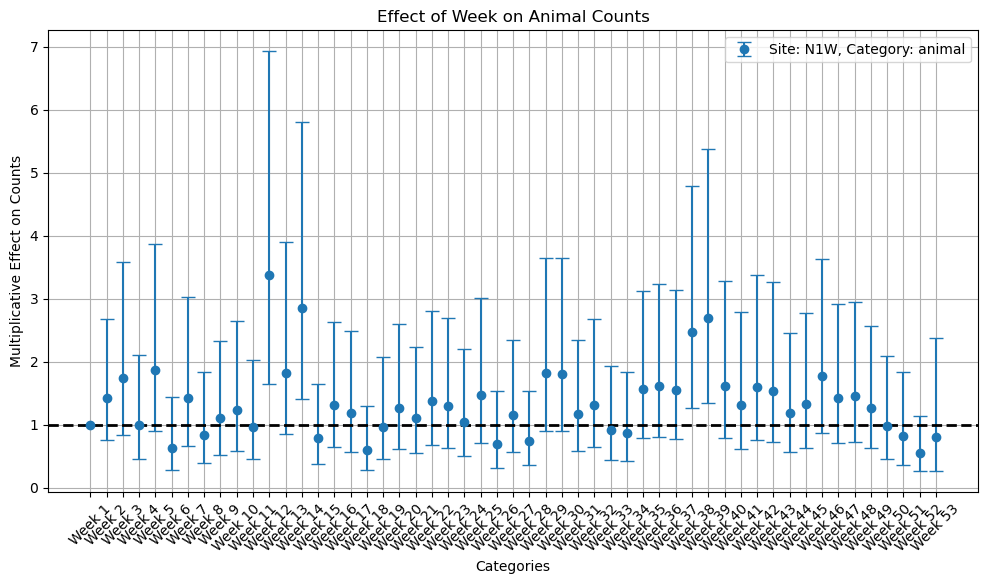 Effect of Week on Animal Counts
Site: N1W, Category: animal
Multiplicative Effect on Counts
7
6
5
4
3
2
1
0
Week 1
Week 2
Week 3
Week 4
Week 5
Week 6
Week 7
Week 8
Week 9
Week 10
Week 11
Week 12
Week 13
Week 14
Week 15
Week 16
Week 17
Week 18
Week 19
Week 20
Week 21
Week 22
Week 23
Week 24
Week 25
Week 26
Week 27
Week 28
Week 29
Week 30
Week 31
Week 32
Week 33
Week 34
Week 35
Week 36
Week 37
Week 38
Week 39
Week 40
Week 41
Week 42
Week 43
Week 44
Week 45
Week 46
Week 47
Week 48
Week 49
Week 50
Week 51
Week 52
Week 53
Categories